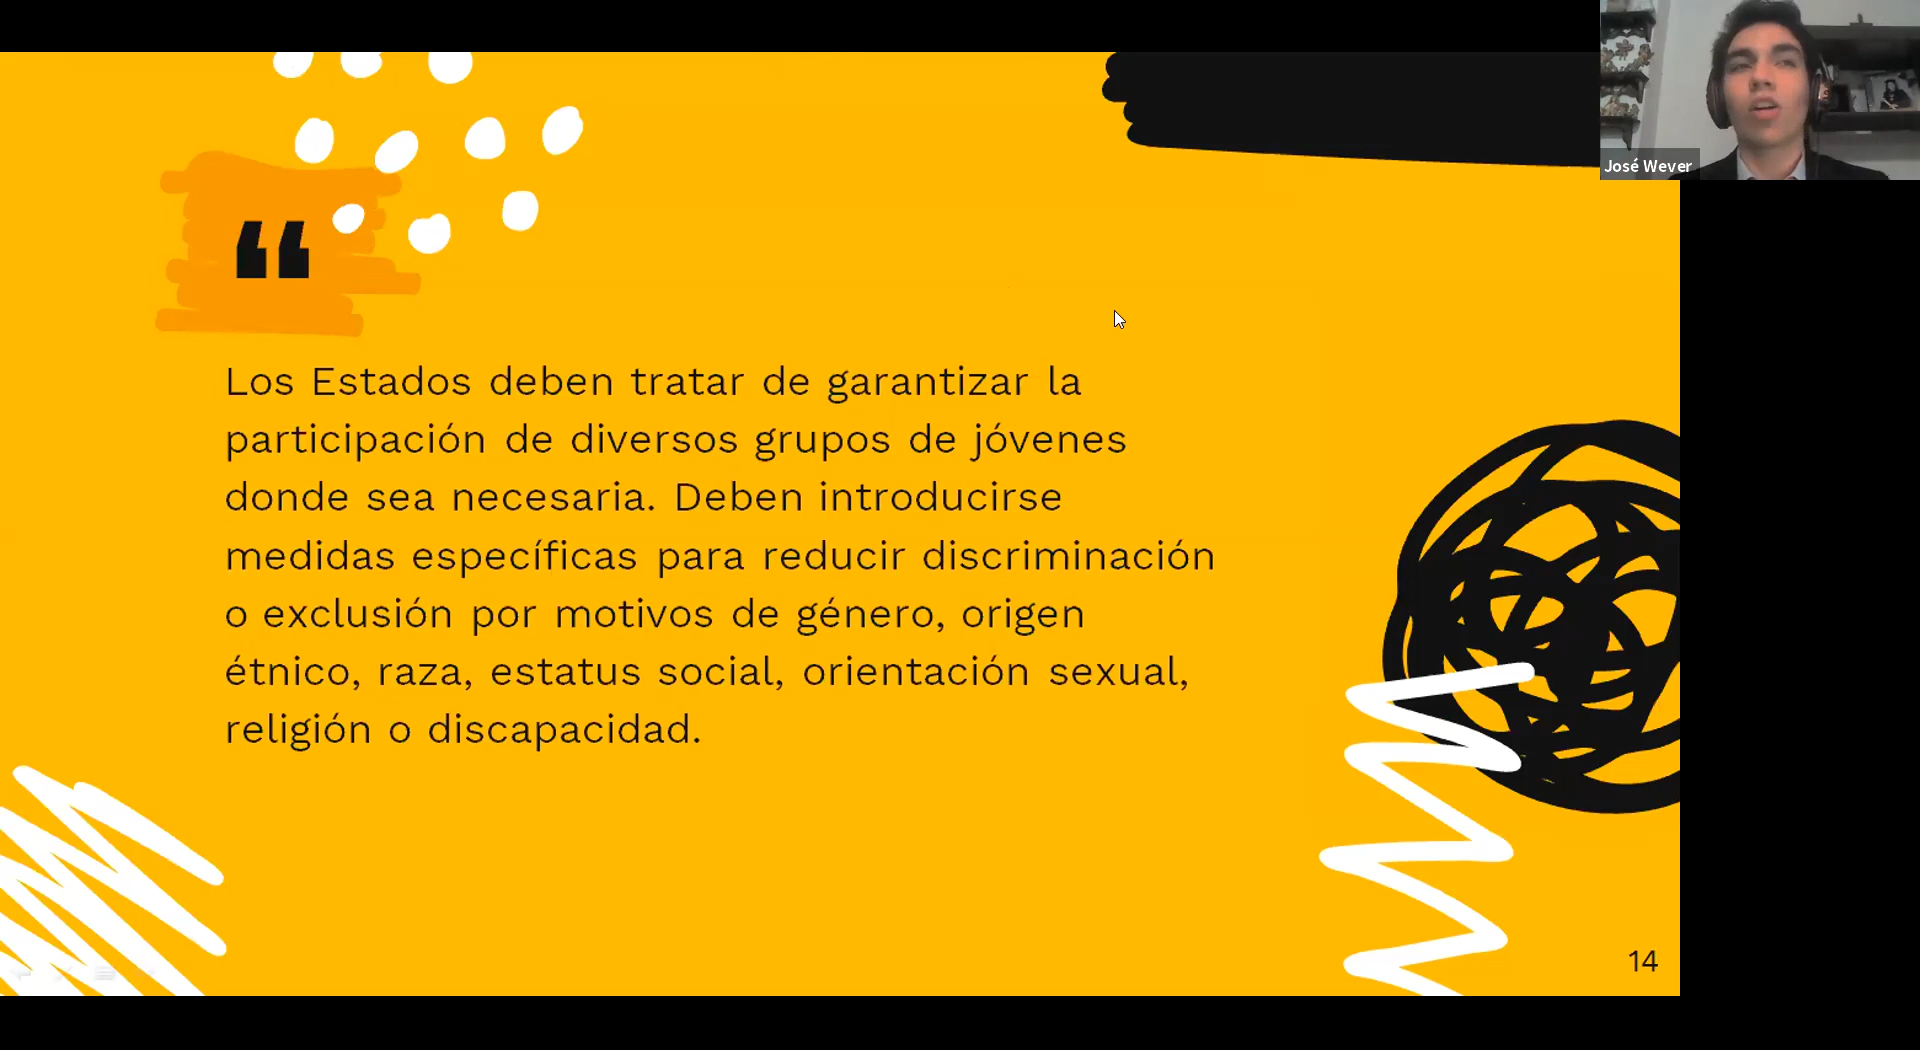 José Wever
“
Los Estados deben tratar de garantizar la
participación de diversos grupos de jóvenes
donde sea necesaria. Deben introducirse
medidas específicas para reducir discriminación
o exclusión por motivos de género, origen
étnico, raza, estatus social, orientación sexual,
religión o discapacidad.
14